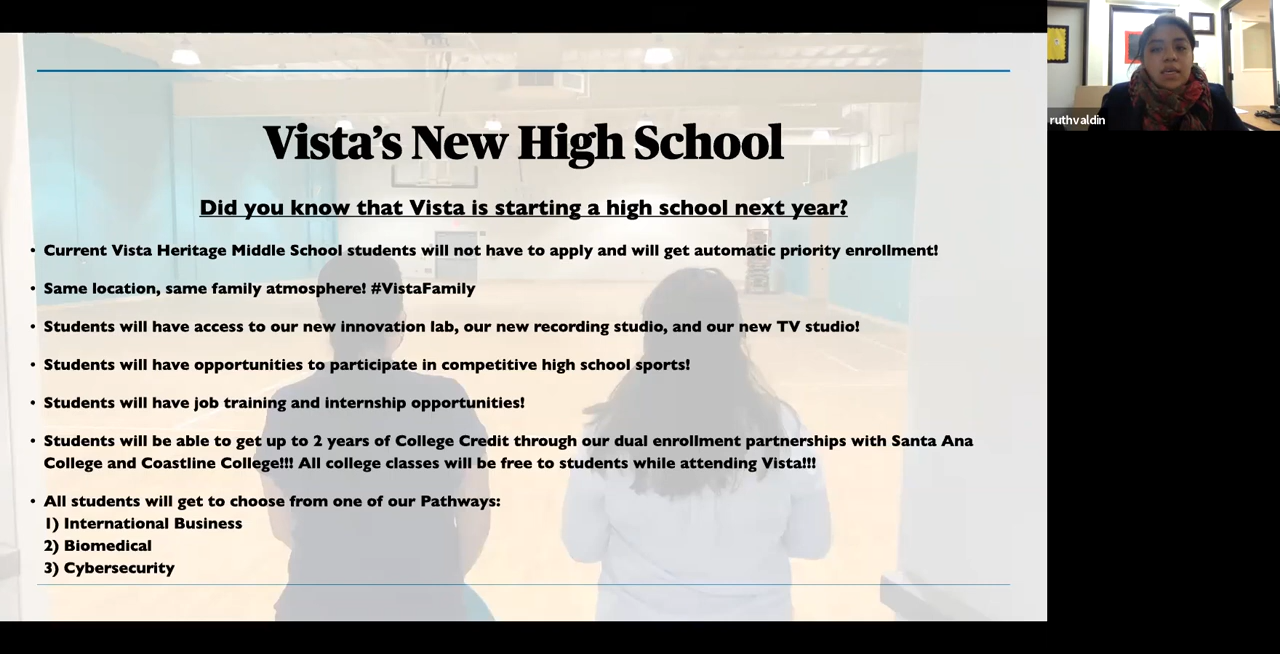 Vista's New High School
Did you know that Vista is starting a high school next year?
• Current Vista Heritage Middle School students will not have to apply and will get automatic priority enrollment!
• Same location, same family atmosphere! #VistaFamily
• Students will have access to our new innovation lab, our new recording studio, and our new TV studio!
• Students will have opportunities to participate in competitive high school sports!
• Students will have job training and internship opportunities!
• Students will be able to get up to 2 years of College Credit through our dual enrollment partnerships with Santa Ana
College and Coastline College!!! All college classes will be free to students while attending Vista!!!
• All students will get to choose from one of our Pathways:
1) International Business
2) Biomedical
3) Cybersecurity
ruthvaldin